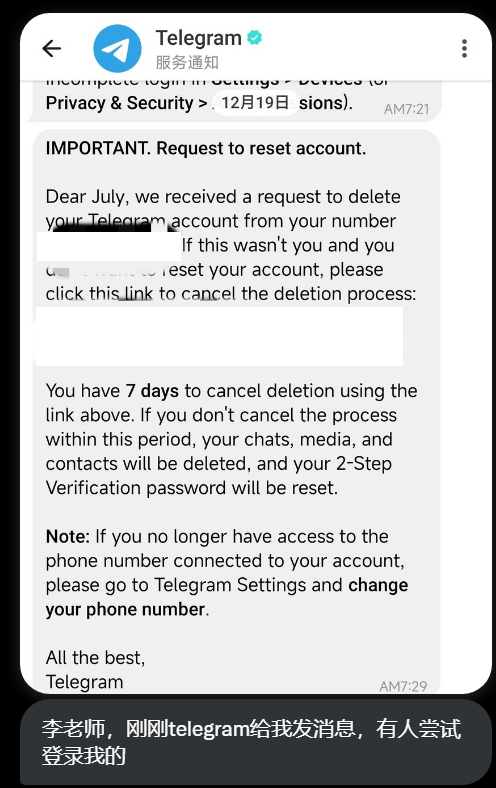 Telegram
服务通知
Settings > Devices (or
Privacy & Security > 12月19日 sions).
AM7:21
IMPORTANT. Request to reset account.
Dear July, we received a request to delete
your Telegram account from your number
If this wasn't you and you
reset your account, please
click this link to cancel the deletion process:
You have 7 days to cancel deletion using the
link above. If you don't cancel the process
within this period, your chats, media, and
contacts will be deleted, and your 2-Step
Verification password will be reset.
Note: If you no longer have access to the
phone number connected to your account,
please go to Telegram Settings and change
your phone number.
All the best,
Telegram
AM7:29
李老师，刚刚telegram给我发消息，有人尝试
登录我的